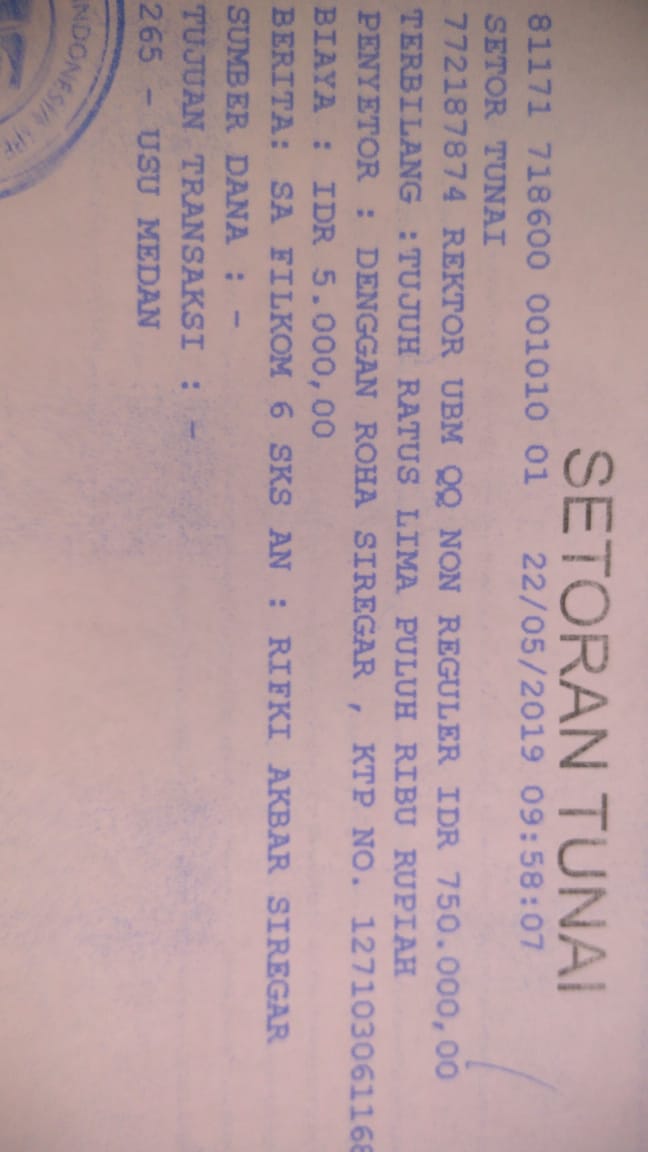 SETORAN TUNAI
81171 718600 001010 01 22/05/2019 09:58:07
SETOR TUNAI
772187874 REKTOR UBM QQ NON REGULER IDR 750.000,00
TERBILANG :TUJUH RATUS LIMA PULUH RIBU RUPIAH
PENYETOR : DENGGAN ROHA SIREGAR , KTP NO. 12710306116
BIAYA : IDR 5.000,00
BERITA: SA FILKOM 6 SKS AN : RIFKI AKBAR SIREGAR
SUMBER DANA : -
TUJUAN TRANSAKSI : -
265 - USU MEDAN
INDONESIA